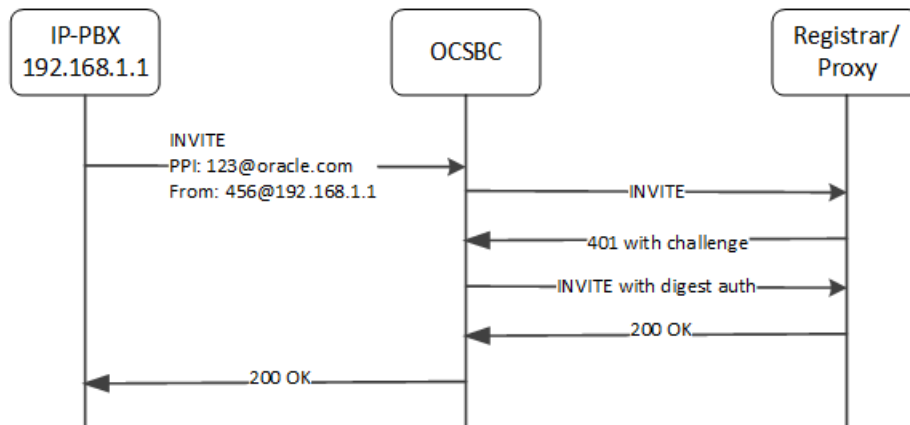 IP-PBX
192.168.1.1
OCSBC
Registrar/
Proxy
INVITE
PPI: 123@oracle.com
From: 456@192.168.1.1
INVITE
401 with challenge
INVITE with digest auth
200 OK
200 OK